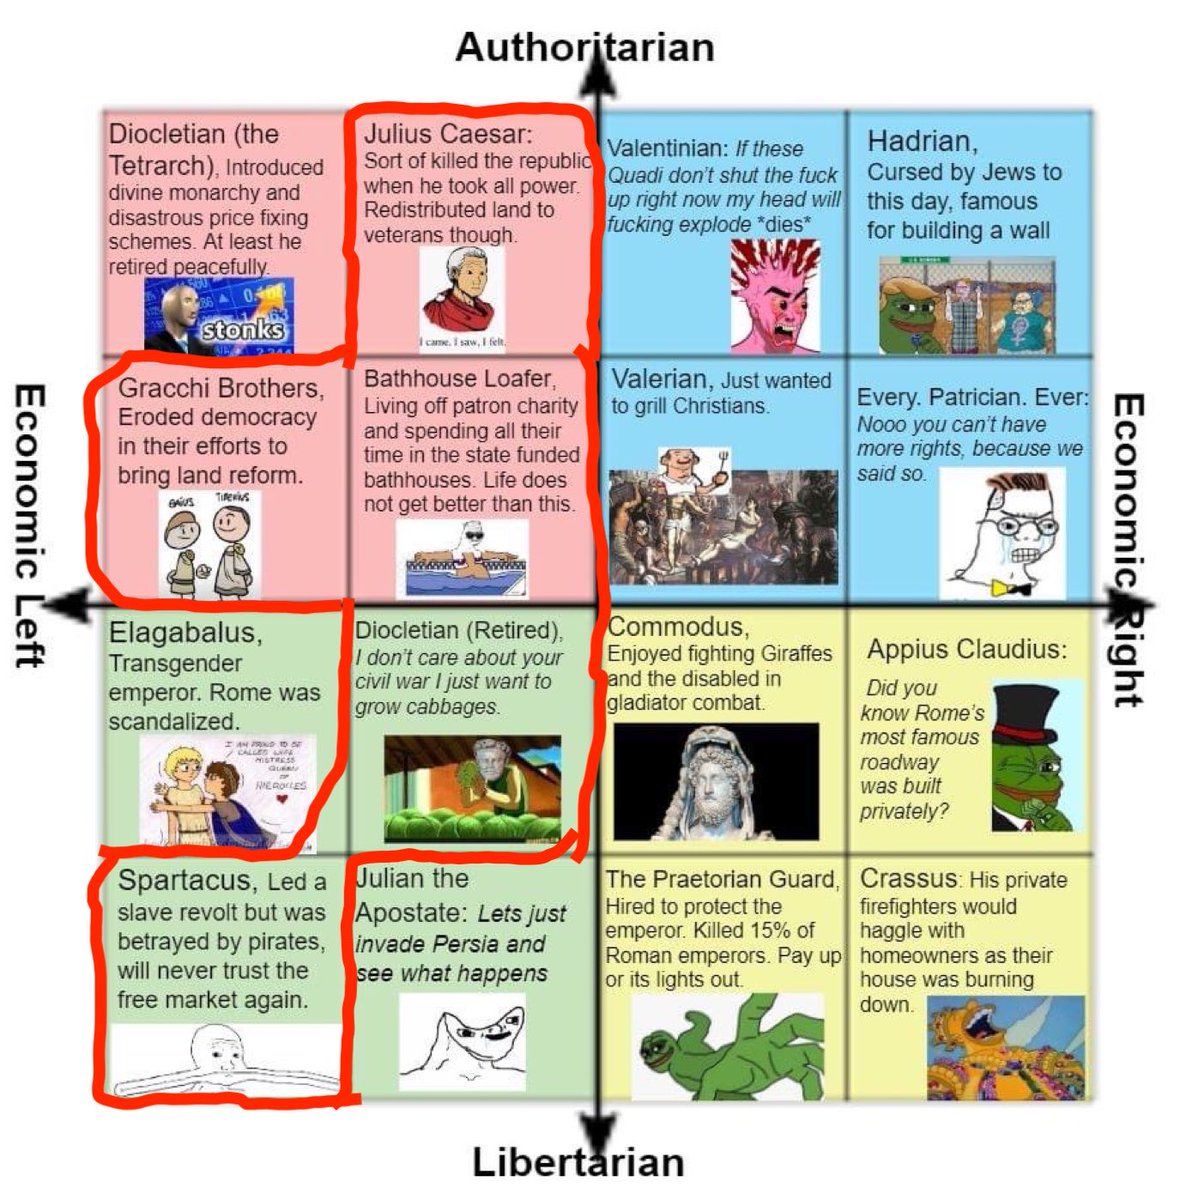 Authoritarian
Economic Left
Economic Right
Diocletian (the
Tetrarch), Introduced
divine monarchy and
disastrous price fixing
schemes. At least he
retired peacefully.
stonks
Julius Caesar:
Sort of killed the republic
when he took all power.
Redistributed land to
veterans though.
I came, I saw, I felt.
Valentinian: If these
Quadi don't shut the fuck
up right now my head will
fucking explode *dies*
Hadrian,
Cursed by Jews to
this day, famous
for building a wall
Gracchi Brothers,
Eroded democracy
in their efforts to
bring land reform.
GAIUS TIBERIUS
Bathhouse Loafer,
Living off patron charity
and spending all their
time in the state funded
bathhouses. Life does
not get better than this.
Valerian, Just wanted
to grill Christians.
Every. Patrician. Ever:
Nooo you can't have
more rights, because we
said so.
Elagabalus,
Transgender
emperor. Rome was
scandalized.
I AM PROUD TO BE
CALLED WIFE
MISTRESS
QUEEN
OF
HIEROCLES
Diocletian (Retired),
I don't care about your
civil war I just want to
grow cabbages.
Commodus,
Enjoyed fighting Giraffes
and the disabled in
gladiator combat.
Appius Claudius:
Did you
know Rome's
most famous
roadway
was built
privately?
Spartacus, Led a
slave revolt but was
betrayed by pirates,
will never trust the
free market again.
Julian the
Apostate: Lets just
invade Persia and
see what happens
The Praetorian Guard,
Hired to protect the
emperor. Killed 15% of
Roman emperors. Pay up
or its lights out.
Crassus: His private
firefighters would
haggle with
homeowners as their
house was burning
down.
Libertarian